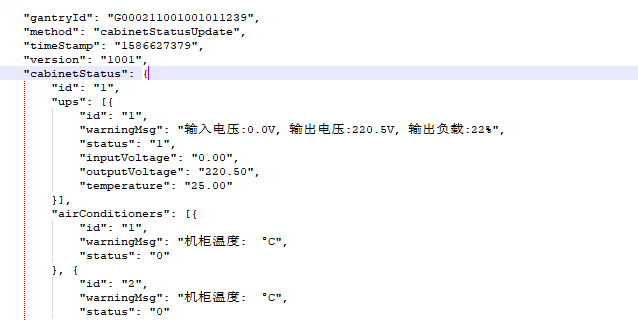 "gantryId": "G000211001001011239",
"method": "cabinetStatusUpdate",
"timeStamp": "1586627379",
"version": "1001",
"cabinetStatus": {
"id": "1",
"ups": [{
"id": "1",
"warningMsg": "输入电压:0.0V, 输出电压:220.5V, 输出负载:22%",
"status": "1",
"inputVoltage": "0.00",
"outputVoltage": "220.50",
"temperature": "25.00"
}],
"airConditioners": [{
"id": "1",
"warningMsg": "机柜温度:  °C",
"status": "0"
}, {
"id": "2",
"warningMsg": "机柜温度:  °C",
"status": "0"